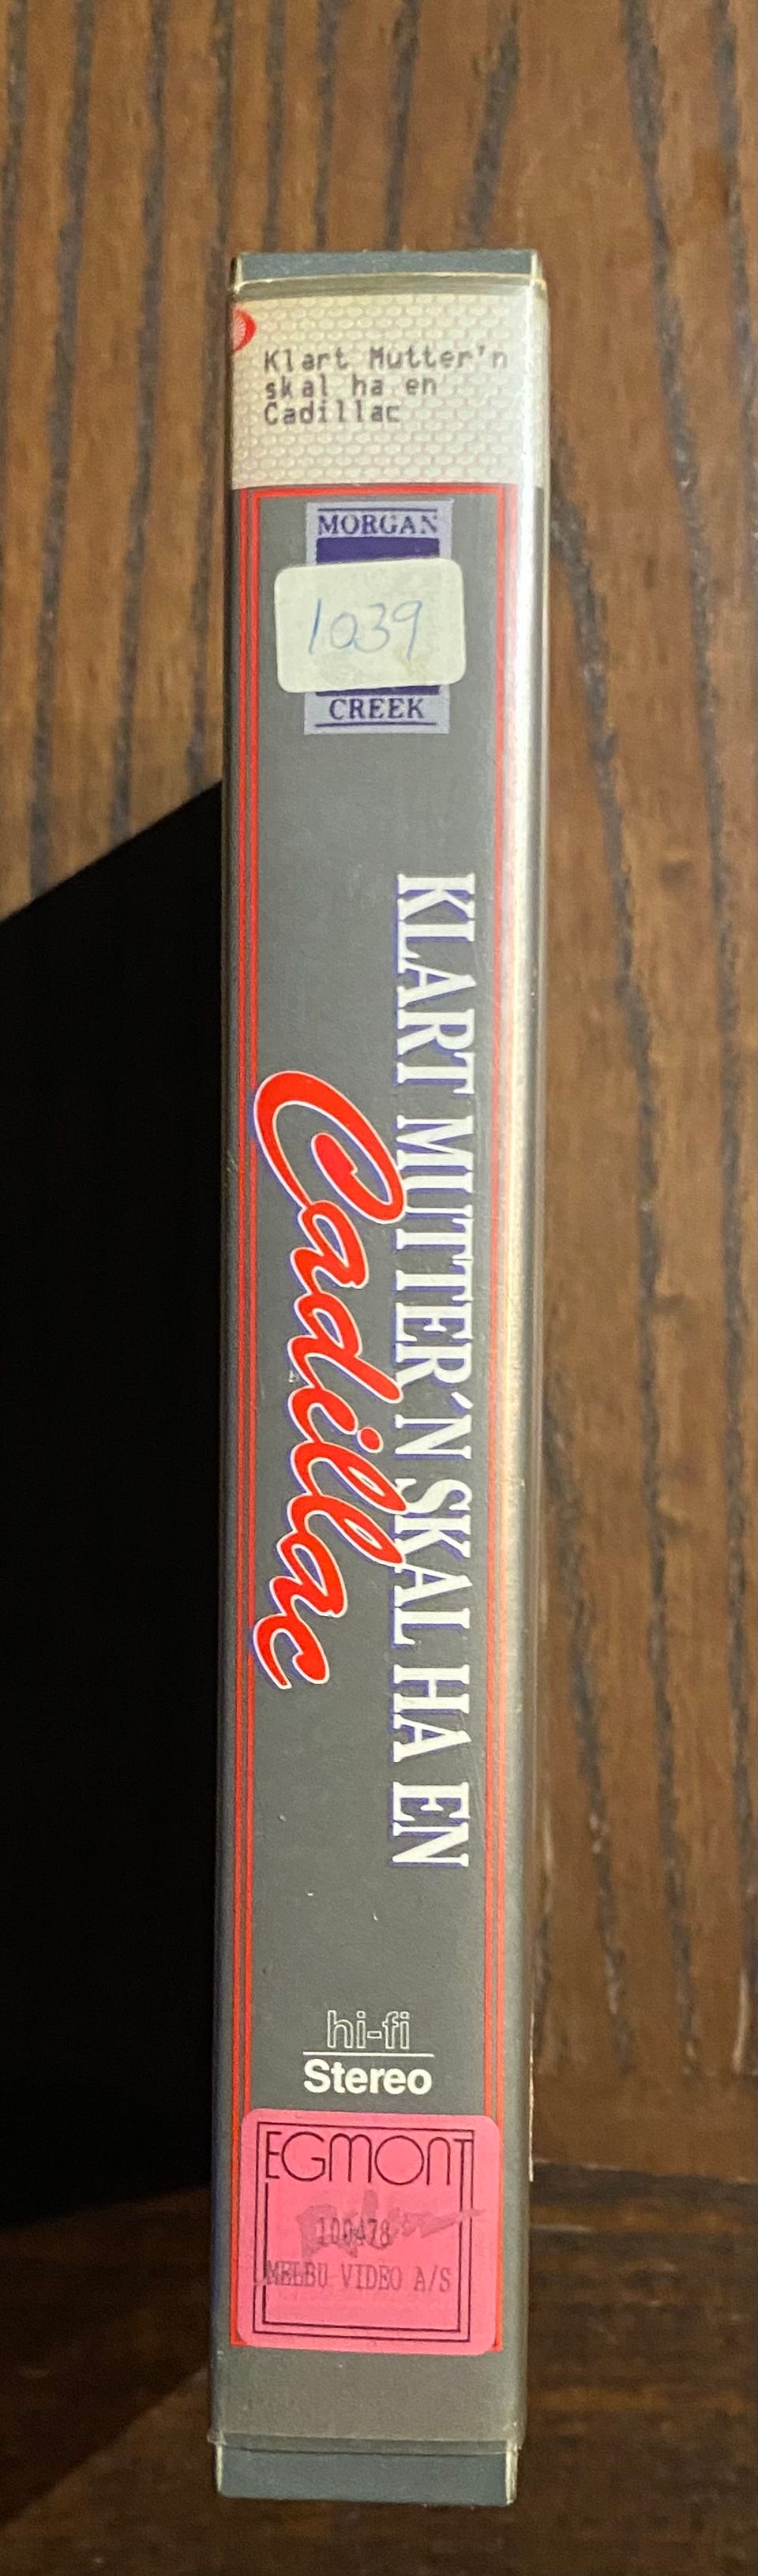 Klart Mutter'n
skal ha en
Cadillac
MORGAN
1039
CREEK
KLART MUTTER'N SKAL HA EN
Cadillac
hi-fi
Stereo
EGMONT
100478
MELBU VIDEO A/S